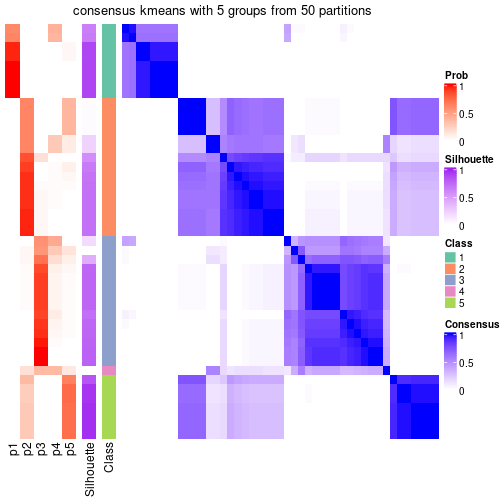 consensus kmeans with 5 groups from 50 partitions
Prob
1
0.5
0
Silhouette
1
0.5
0
Class
1
2
3
4
5
Consensus
1
0.5
0
p1
p2
p3
p4
p5
Silhouette
Class